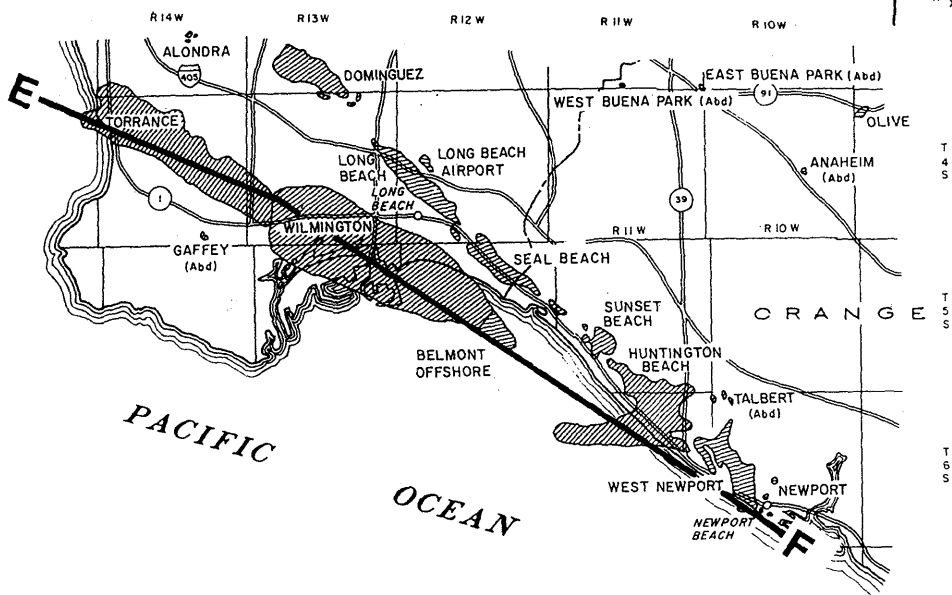 R14W R13W R12W R11W R10W
ALONDRA
405
DOMINGUEZ
EAST BUENA PARK (Abd)
WEST BUENA PARK (Abd)
91
E
TORRANCE
OLIVE
LONG
BEACH
LONG BEACH
AIRPORT
ANAHEIM
(Abd)
T
4
S
LONG
BEACH
1
39
WILMINGTON
R11W R10W
GAFFEY
(Abd)
SEAL BEACH
SUNSET
BEACH
ORANGE
T
5
S
BELMONT
OFFSHORE
HUNTINGTON
BEACH
TALBERT
(Abd)
PACIFIC
OCEAN
T
6
S
WEST NEWPORT
NEWPORT
NEWPORT
BEACH
F